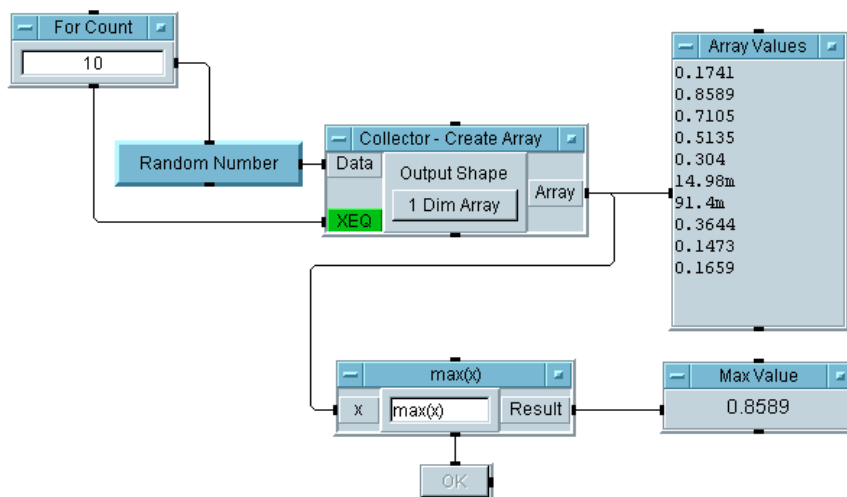 For Count
10
Random Number
Collector - Create Array
Data
Output Shape
1 Dim Array
Array
XEQ
Array Values
0.1741
0.8589
0.7105
0.5135
0.304
14.98m
91.4m
0.3644
0.1473
0.1659
max(x)
x
max(x)
Result
Max Value
0.8589
OK